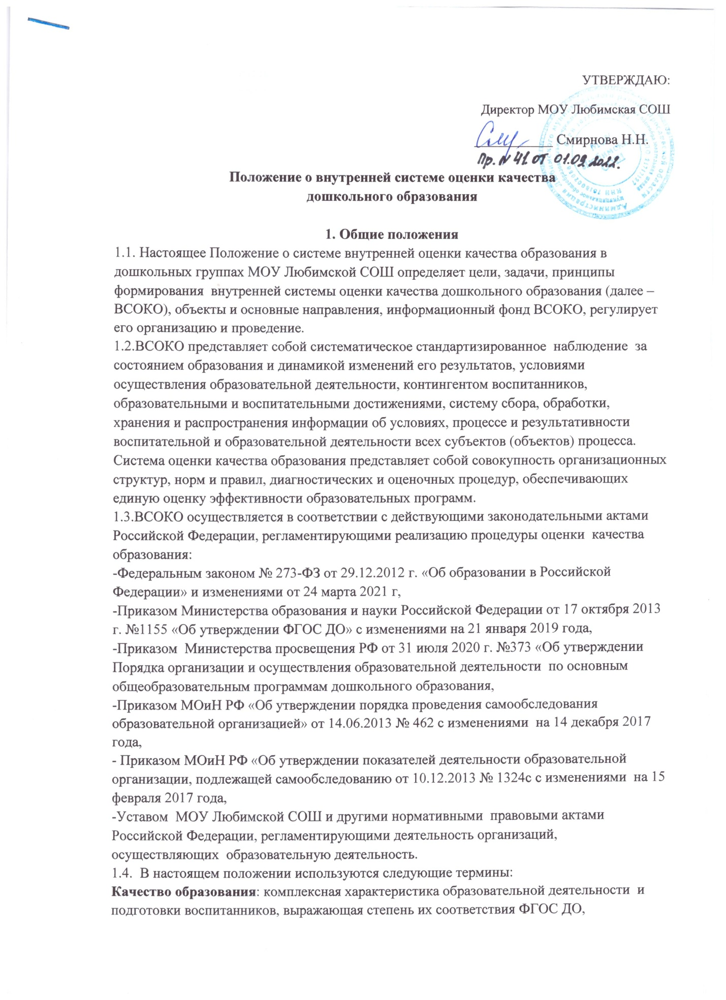 УТВЕРЖДАЮ:
Директор МОУ Любимская СОШ
___________ Смирнова Н.Н.
Пр. № 41. от 01.09.2022.
Положение о внутренней системе оценки качества
дошкольного образования
1. Общие положения
1.1. Настоящее Положение о системе внутренней оценки качества образования в
дошкольных группах МОУ Любимской СОШ определяет цели, задачи, принципы
формирования  внутренней системы оценки качества дошкольного образования (далее –
ВСОКО), объекты и основные направления, информационный фонд ВСОКО, регулирует
его организацию и проведение.
1.2.ВСОКО представляет собой систематическое стандартизированное  наблюдение  за
состоянием образования и динамикой изменений его результатов, условиями
осуществления образовательной деятельности, контингентом воспитанников,
образовательными и воспитательными достижениями, систему сбора, обработки,
хранения и распространения информации об условиях, процессе и результативности
воспитательной и образовательной деятельности всех субъектов (объектов) процесса.
Система оценки качества образования представляет собой совокупность организационных
структур, норм и правил, диагностических и оценочных процедур, обеспечивающих
единую оценку эффективности образовательных программ.
1.3.ВСОКО осуществляется в соответствии с действующими законодательными актами
Российской Федерации, регламентирующими реализацию процедуры оценки  качества
образования:
-Федеральным законом № 273-ФЗ от 29.12.2012 г. «Об образовании в Российской
Федерации» и изменениями от 24 марта 2021 г,
-Приказом Министерства образования и науки Российской Федерации от 17 октября 2013
г. №1155 «Об утверждении ФГОС ДО» с изменениями на 21 января 2019 года,
-Приказом  Министерства просвещения РФ от 31 июля 2020 г. №373 «Об утверждении
Порядка организации и осуществления образовательной деятельности  по основным
общеобразовательным программам дошкольного образования,
-Приказом МОиН РФ «Об утверждении порядка проведения самообследования
образовательной организацией» от 14.06.2013 № 462 с изменениями  на 14 декабря 2017
года,
- Приказом МОиН РФ «Об утверждении показателей деятельности образовательной
организации, подлежащей самообследованию от 10.12.2013 № 1324с с изменениями  на 15
февраля 2017 года,
-Уставом  МОУ Любимской СОШ и другими нормативными  правовыми актами
Российской Федерации, регламентирующими деятельность организаций,
осуществляющих  образовательную деятельность.
1.4.  В настоящем положении используются следующие термины:
Качество образования: комплексная характеристика образовательной деятельности  и
подготовки воспитанников, выражающая степень их соответствия ФГОС ДО,